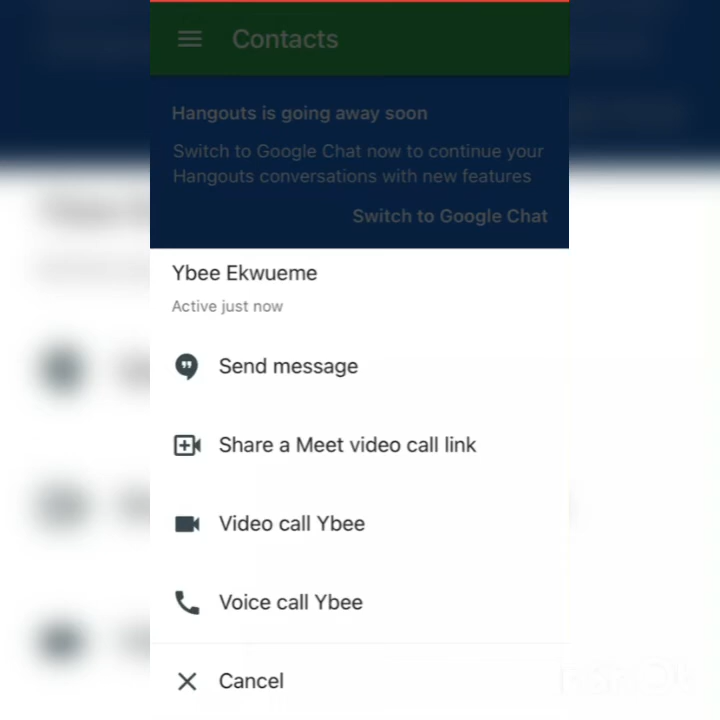 Contacts
Hangouts is going away soon
Switch to Google Chat now to continue your
Hangouts conversations with new features
Switch to Google Chat
Ybee Ekwueme
Active just now
Send message
Share a Meet video call link
Video call Ybee
Voice call Ybee
Cancel